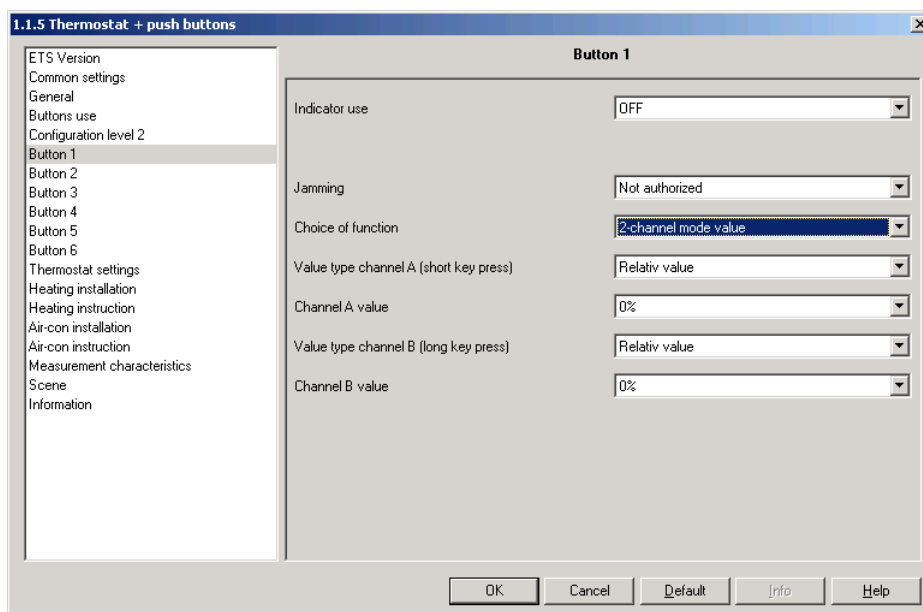 1.1.5 Thermostat + push buttons
ETS Version
Common settings
General
Buttons use
Configuration level 2
Button 1
Button 2
Button 3
Button 4
Button 5
Button 6
Thermostat settings
Heating installation
Heating instruction
Air-con installation
Air-con instruction
Measurement characteristics
Scene
Information
Button 1
Indicator use OFF
Jamming Not authorized
Choice of function 2-channel mode value
Value type channel A (short key press) Relativ value
Channel A value 0%
Value type channel B (long key press) Relativ value
Channel B value 0%
OK Cancel Default Info Help